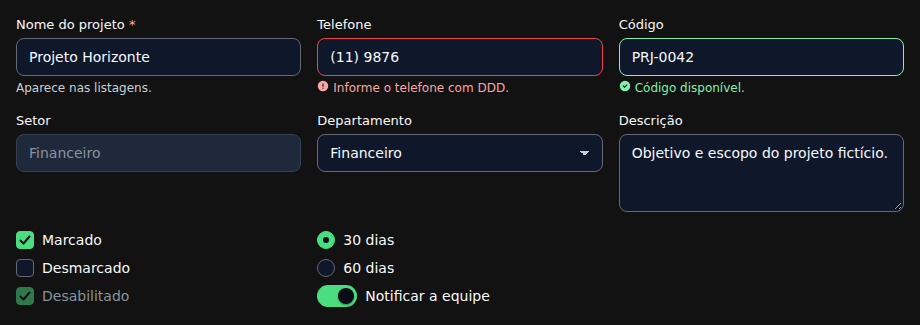 Nome do projeto *
Telefone
Código
Projeto Horizonte
(11) 9876
PRJ-0042
Aparece nas listagens.
Informe o telefone com DDD.
Código disponível.
Setor
Departamento
Descrição
Financeiro
Financeiro
Objetivo e escopo do projeto fictício.
Marcado
30 dias
Desmarcado
60 dias
Desabilitado
Notificar a equipe